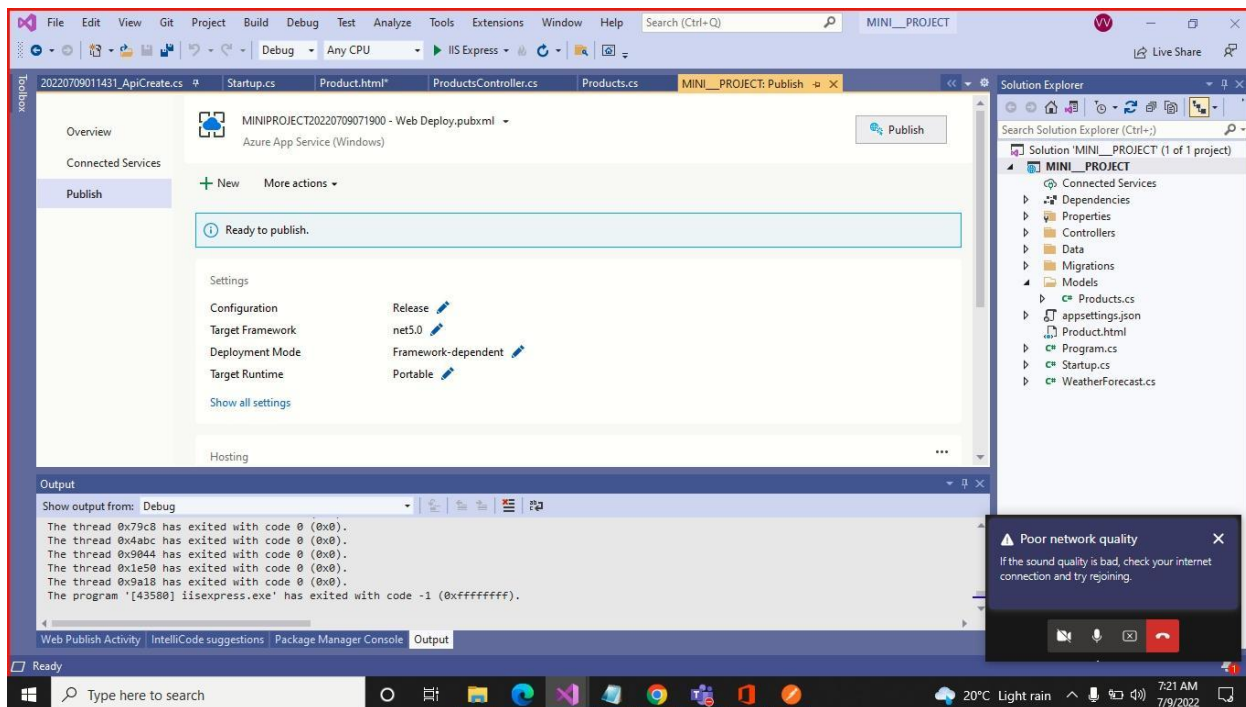 File Edit View Git Project Build Debug Test Analyze Tools Extensions Window Help Search (Ctrl+Q) MINI__PROJECT VV
Debug Any CPU IIS Express Live Share
Toolbox
20220709011431_ApiCreate.cs Startup.cs Product.html* ProductsController.cs Products.cs MINI__PROJECT: Publish
Overview
Connected Services
Publish
MINIPROJECT20220709071900 - Web Deploy.pubxml
Azure App Service (Windows)
Publish
New More actions
Ready to publish.
Settings
Configuration Release
Target Framework net5.0
Deployment Mode Framework-dependent
Target Runtime Portable
Show all settings
Hosting
Solution Explorer
Search Solution Explorer (Ctrl+;)
Solution 'MINI__PROJECT' (1 of 1 project)
MINI__PROJECT
Connected Services
Dependencies
Properties
Controllers
Data
Migrations
Models
C# Products.cs
appsettings.json
Product.html
C# Program.cs
C# Startup.cs
C# WeatherForecast.cs
Output
Show output from: Debug
The thread 0x79c8 has exited with code 0 (0x0).
The thread 0x4abc has exited with code 0 (0x0).
The thread 0x9044 has exited with code 0 (0x0).
The thread 0x1e50 has exited with code 0 (0x0).
The thread 0x9a18 has exited with code 0 (0x0).
The program '[43580] iisexpress.exe' has exited with code -1 (0xffffffff).
Web Publish Activity IntelliCode suggestions Package Manager Console Output
Poor network quality
If the sound quality is bad, check your internet
connection and try rejoining.
Ready
1
Type here to search
20°C Light rain
7:21 AM
7/9/2022